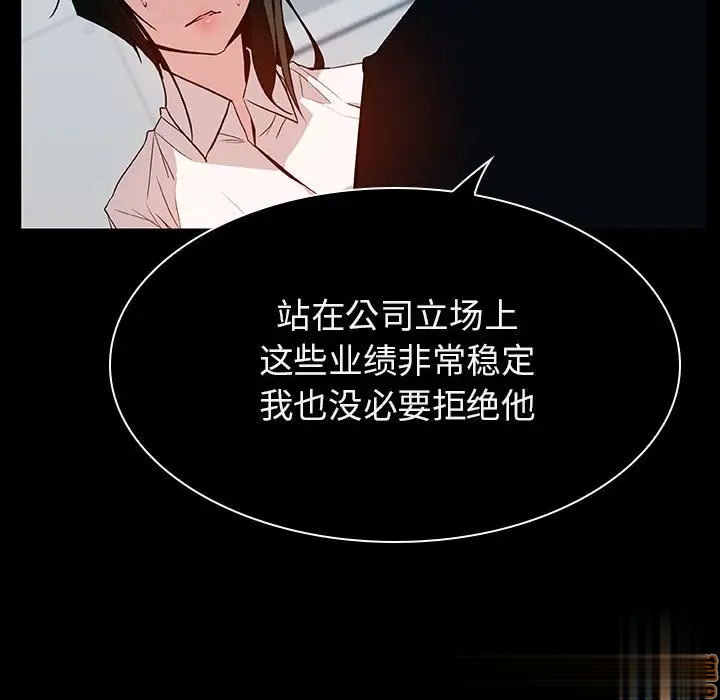 站在公司立场上
这些业绩非常稳定
我也没必要拒绝他